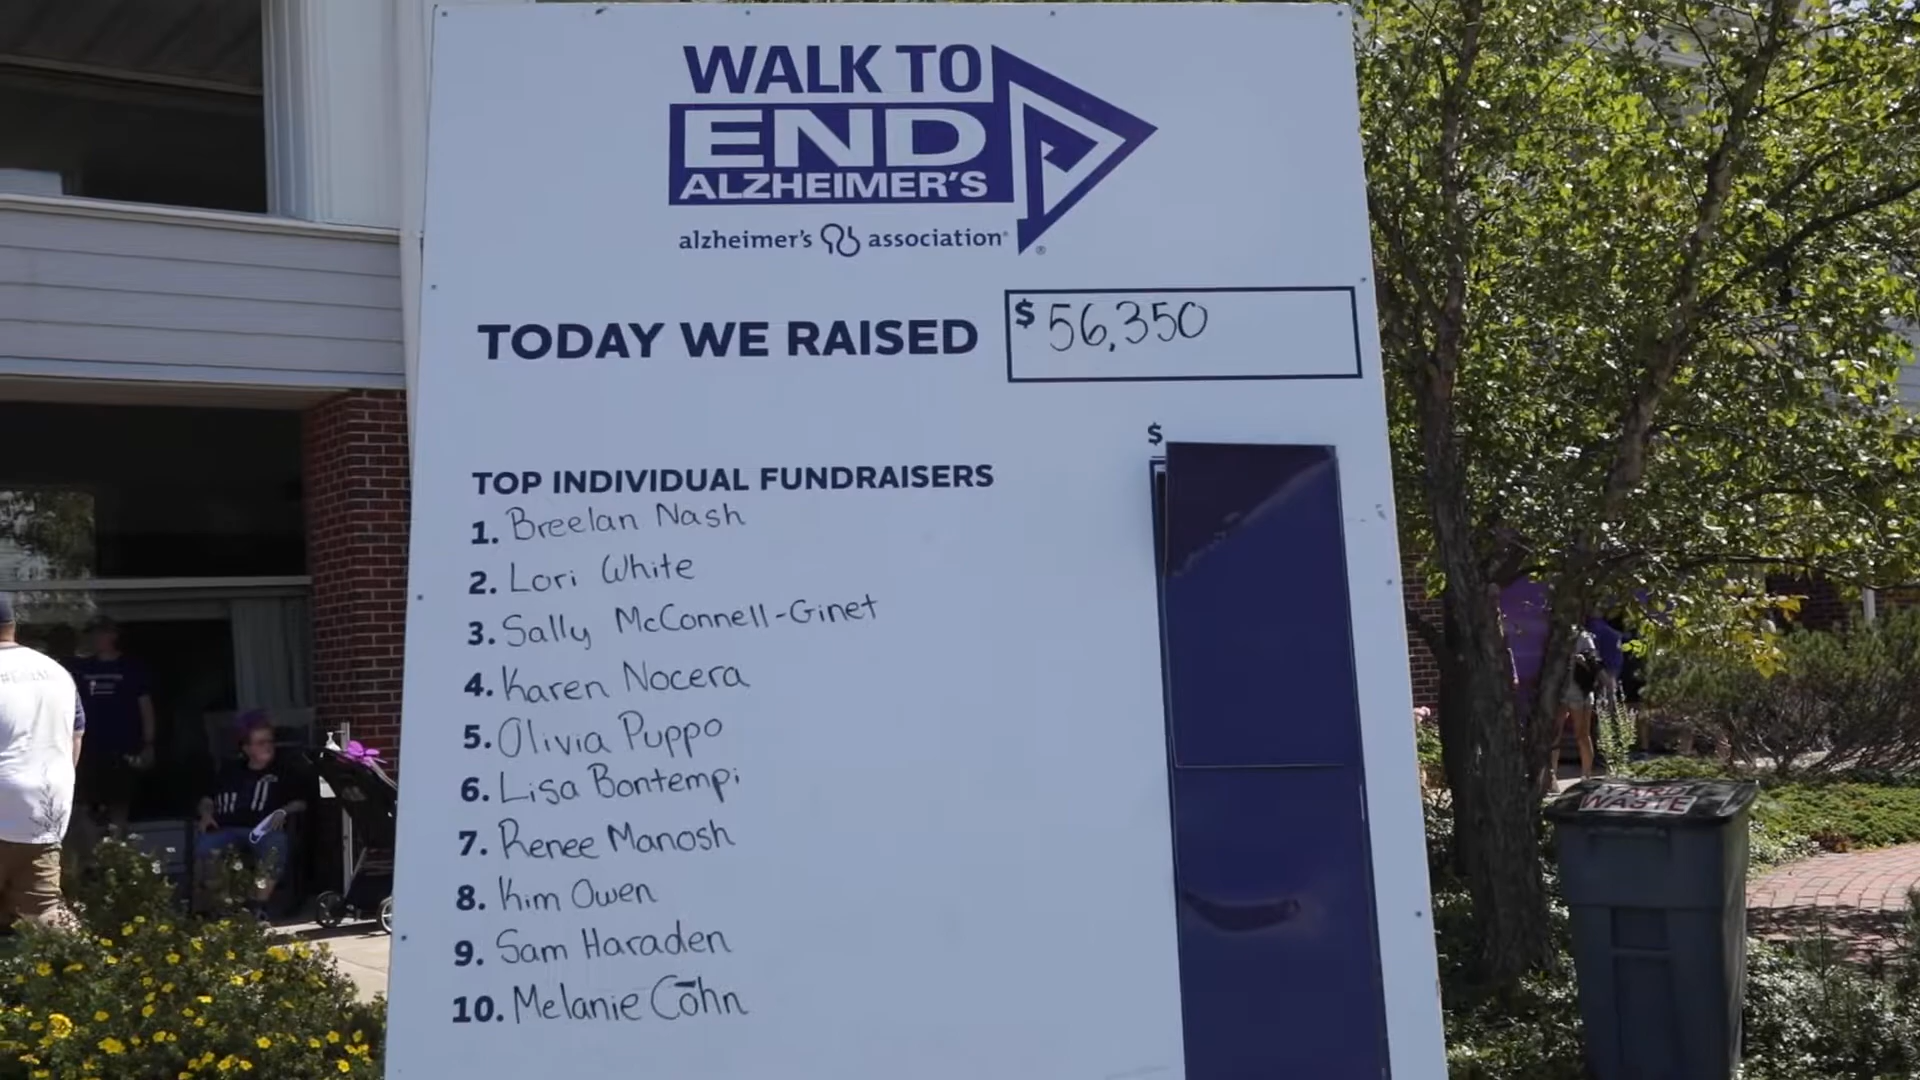 WALK TO
END
ALZHEIMER'S
alzheimer's association®
TODAY WE RAISED $ 56,350
$
TOP INDIVIDUAL FUNDRAISERS
1. Breelan Nash
2. Lori White
3. Sally McConnell-Ginet
4. Karen Nocera
5. Olivia Puppo
6. Lisa Bontempi
7. Renee Manosh
8. Kim Owen
9. Sam Haraden
10. Melanie Cohn
YARD
WASTE